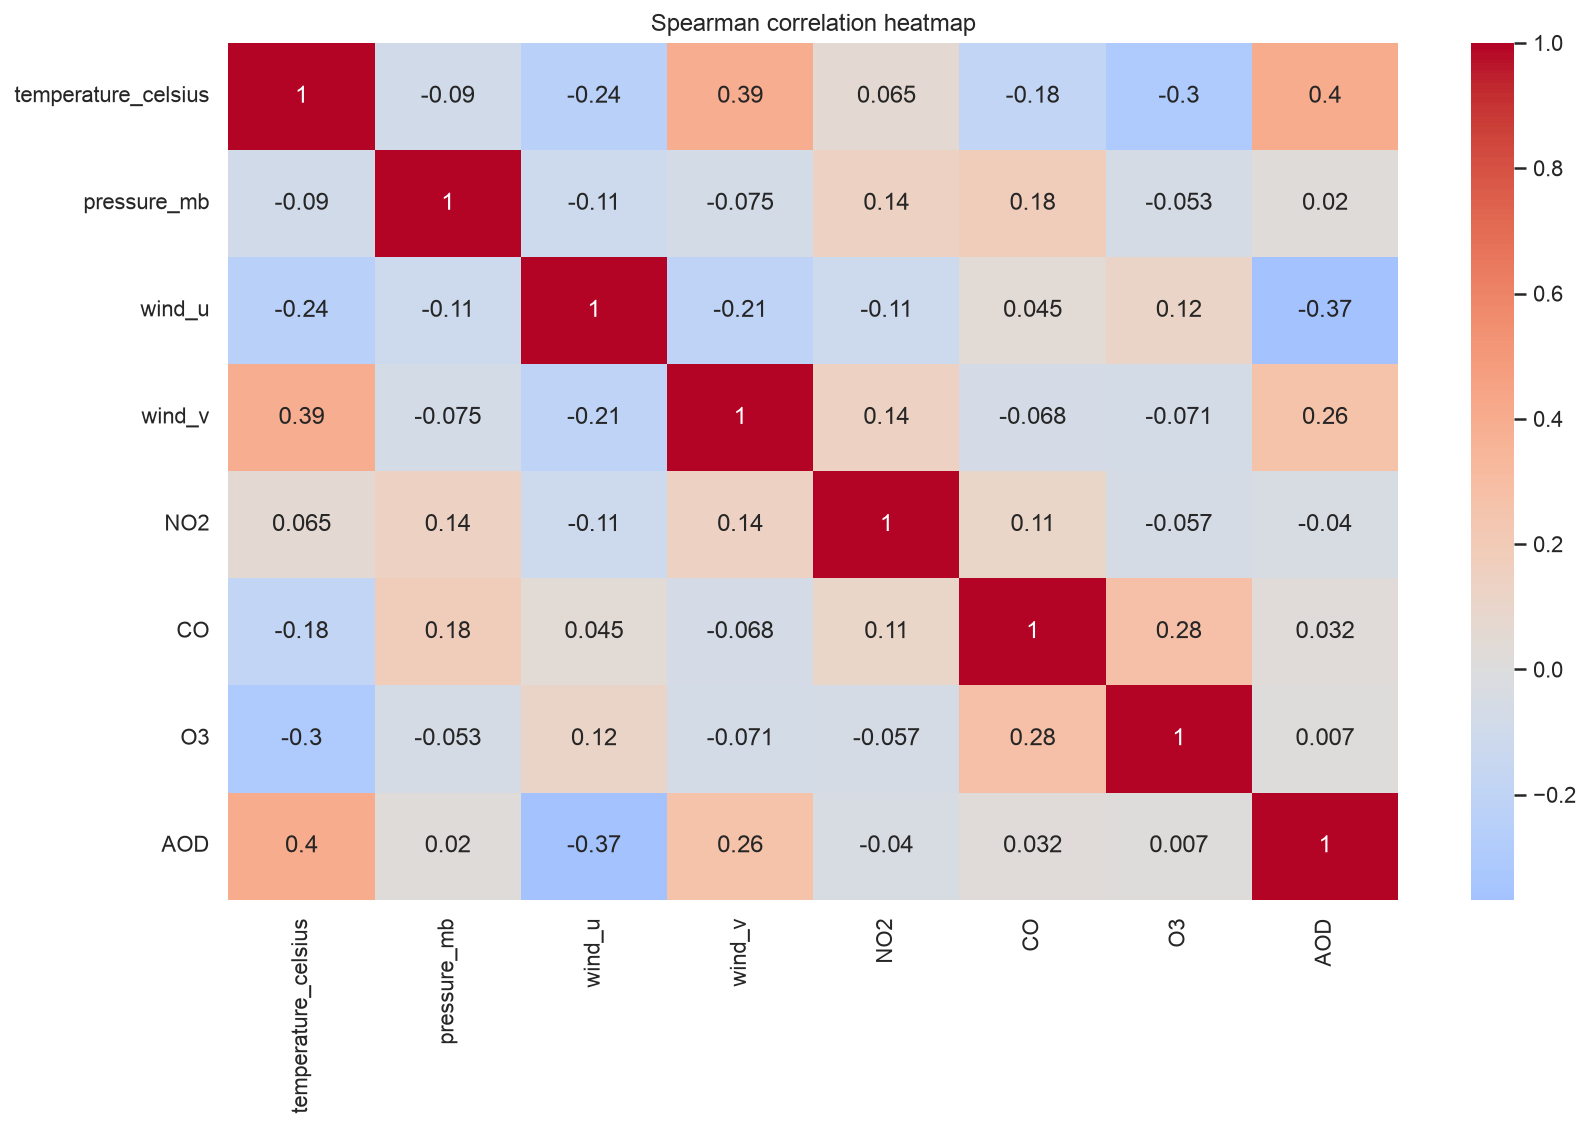 Spearman correlation heatmap
temperature_celsius 1 -0.09 -0.24 0.39 0.065 -0.18 -0.3 0.4
pressure_mb -0.09 1 -0.11 -0.075 0.14 0.18 -0.053 0.02
wind_u -0.24 -0.11 1 -0.21 -0.11 0.045 0.12 -0.37
wind_v 0.39 -0.075 -0.21 1 0.14 -0.068 -0.071 0.26
NO2 0.065 0.14 -0.11 0.14 1 0.11 -0.057 -0.04
CO -0.18 0.18 0.045 -0.068 0.11 1 0.28 0.032
O3 -0.3 -0.053 0.12 -0.071 -0.057 0.28 1 0.007
AOD 0.4 0.02 -0.37 0.26 -0.04 0.032 0.007 1
temperature_celsius
pressure_mb
wind_u
wind_v
NO2
CO
O3
AOD
1.0
0.8
0.6
0.4
0.2
0.0
−0.2